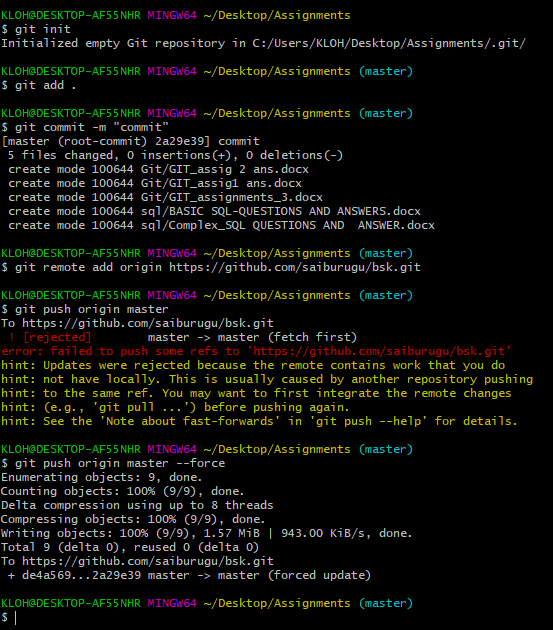 KLOH@DESKTOP-AF55NHR MINGW64 ~/Desktop/Assignments
$ git init
Initialized empty Git repository in C:/Users/KLOH/Desktop/Assignments/.git/
KLOH@DESKTOP-AF55NHR MINGW64 ~/Desktop/Assignments (master)
$ git add .
KLOH@DESKTOP-AF55NHR MINGW64 ~/Desktop/Assignments (master)
$ git commit -m "commit"
[master (root-commit) 2a29e39] commit
 5 files changed, 0 insertions(+), 0 deletions(-)
 create mode 100644 Git/GIT_assig 2 ans.docx
 create mode 100644 Git/GIT_assig1 ans.docx
 create mode 100644 Git/GIT_assignments_3.docx
 create mode 100644 sql/BASIC SQL-QUESTIONS AND ANSWERS.docx
 create mode 100644 sql/Complex_SQL QUESTIONS AND  ANSWER.docx
KLOH@DESKTOP-AF55NHR MINGW64 ~/Desktop/Assignments (master)
$ git remote add origin https://github.com/saiburugu/bsk.git
KLOH@DESKTOP-AF55NHR MINGW64 ~/Desktop/Assignments (master)
$ git push origin master
To https://github.com/saiburugu/bsk.git
 ! [rejected]        master -> master (fetch first)
error: failed to push some refs to 'https://github.com/saiburugu/bsk.git'
hint: Updates were rejected because the remote contains work that you do
hint: not have locally. This is usually caused by another repository pushing
hint: to the same ref. You may want to first integrate the remote changes
hint: (e.g., 'git pull ...') before pushing again.
hint: See the 'Note about fast-forwards' in 'git push --help' for details.
KLOH@DESKTOP-AF55NHR MINGW64 ~/Desktop/Assignments (master)
$ git push origin master --force
Enumerating objects: 9, done.
Counting objects: 100% (9/9), done.
Delta compression using up to 8 threads
Compressing objects: 100% (9/9), done.
Writing objects: 100% (9/9), 1.57 MiB | 943.00 KiB/s, done.
Total 9 (delta 0), reused 0 (delta 0)
To https://github.com/saiburugu/bsk.git
 + de4a569...2a29e39 master -> master (forced update)
KLOH@DESKTOP-AF55NHR MINGW64 ~/Desktop/Assignments (master)
$